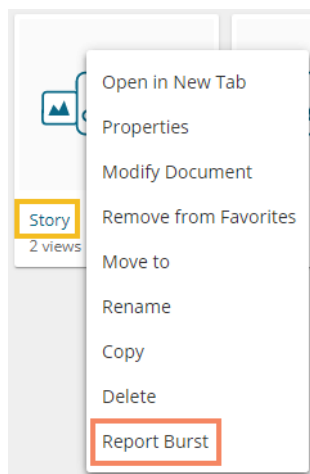 Open in New Tab
Properties
Modify Document
Story
Remove from Favorites
2 views
Move to
Rename
Copy
Delete
Report Burst